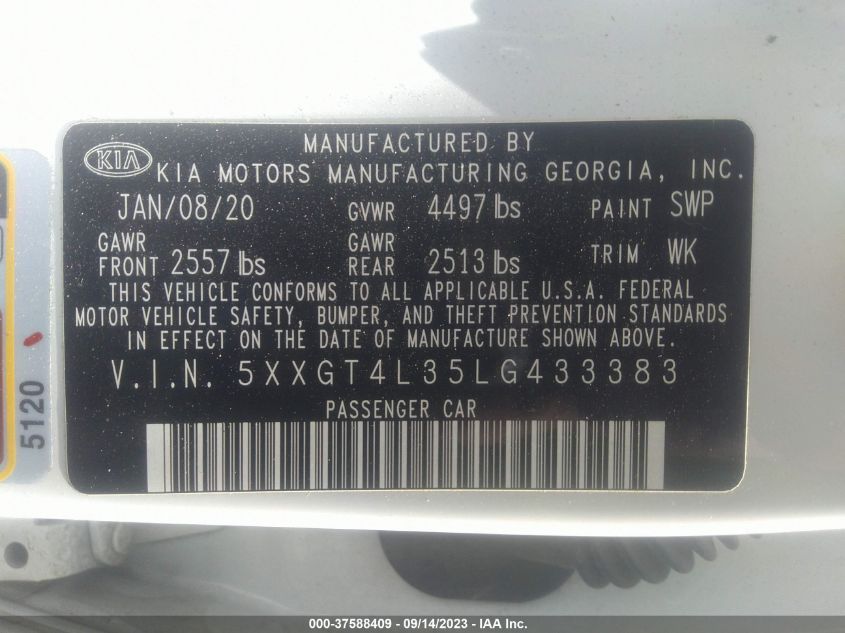 MANUFACTURED BY
KIA KIA MOTORS MANUFACTURING GEORGIA, INC.
JAN/08/20 GVWR 4497 lbs PAINT SWP
GAWR FRONT 2557 lbs GAWR REAR 2513 lbs TRIM WK
THIS VEHICLE CONFORMS TO ALL APPLICABLE U.S.A. FEDERAL
MOTOR VEHICLE SAFETY, BUMPER, AND THEFT PREVENTION STANDARDS
IN EFFECT ON THE DATE OF MANUFACTURE SHOWN ABOVE.
V.I.N. 5XXGT4L35LG433383
PASSENGER CAR
5120
000-37588409 - 09/14/2023 - IAA Inc.